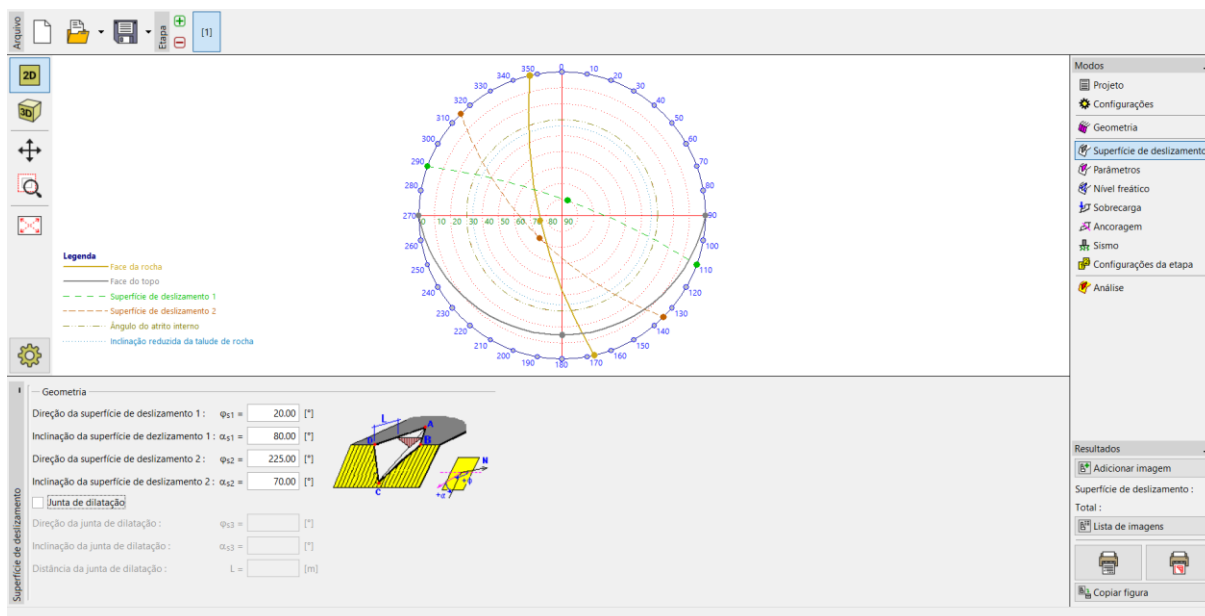 Arquivo
Etapa
[1]
2D
3D
350 0 10
340 20
330 30
320 40
310 50
300 60
290 70
280 80
270 0 10 20 30 40 50 60 70 80 90 90
260 100
250 110
240 120
230 130
220 140
210 150
200 160
190 180 170
Legenda
Face da rocha
Face do topo
Superfície de deslizamento 1
Superfície de deslizamento 2
Ângulo do atrito interno
Inclinação reduzida da talude de rocha
Modos
Projeto
Configurações
Geometria
Superfície de deslizamento
Parâmetros
Nível freático
Sobrecarga
Ancoragem
Sismo
Configurações da etapa
Análise
Superfície de deslizamento
Geometria
Direção da superfície de deslizamento 1 : φS1 = 20.00 [°]
Inclinação da superfície de dezlizamento 1 : αS1 = 80.00 [°]
Direção da superfície de deslizamento 2 : φS2 = 225.00 [°]
Inclinação da superfície de dezlizamento 2 : αS2 = 70.00 [°]
Junta de dilatação
Direção da junta de dilatação : φS3 = [°]
Inclinação da junta de dilatação : αS3 = [°]
Distância da junta de dilatação : L = [m]
L
A
D
B
C
N
+ϕ
+α
Resultados
Adicionar imagem
Superfície de deslizamento :
Total :
Lista de imagens
Copiar figura